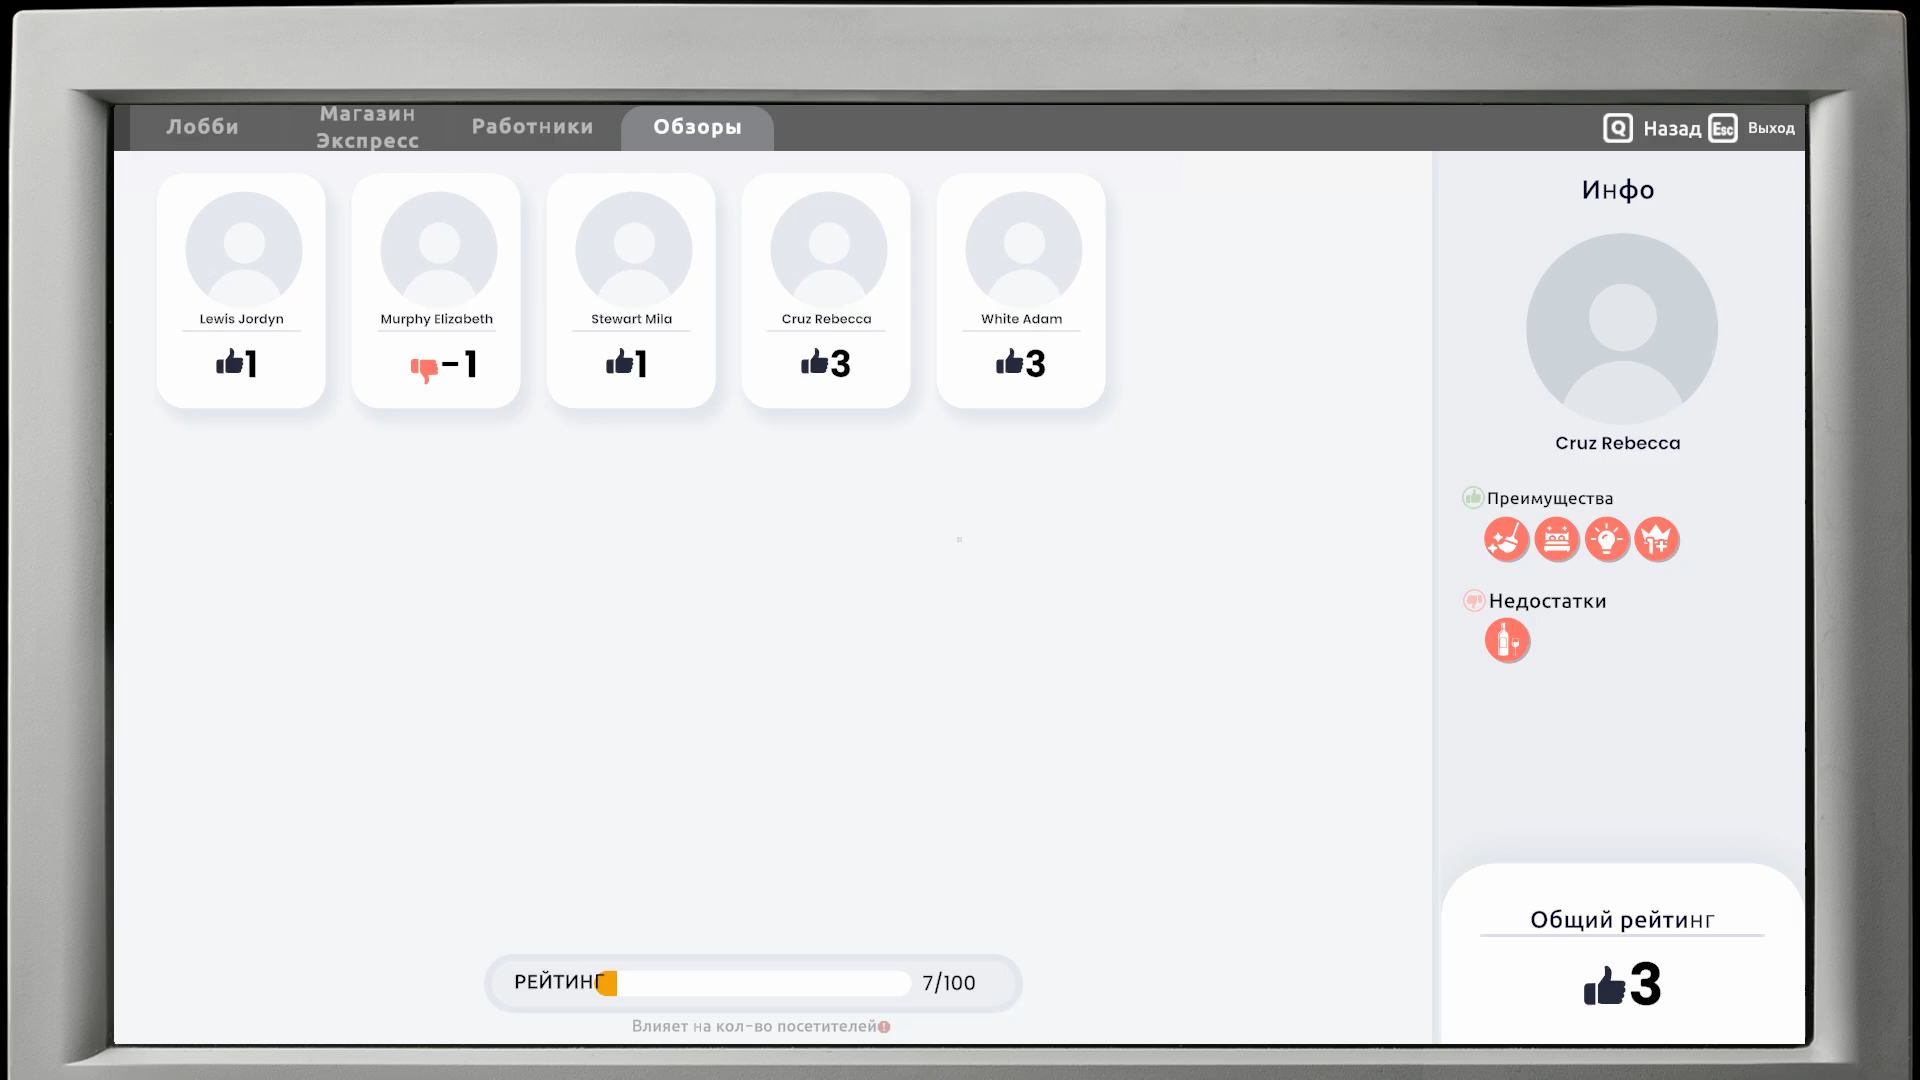 Лобби
Магазин
Экспресс
Работники
Обзоры
Q Назад Esc Выход
Lewis Jordyn
1
Murphy Elizabeth
-1
Stewart Mila
1
Cruz Rebecca
3
White Adam
3
Инфо
Cruz Rebecca
Преимущества
1+
Недостатки
Общий рейтинг
3
РЕЙТИНГ 7/100
Влияет на кол-во посетителей!